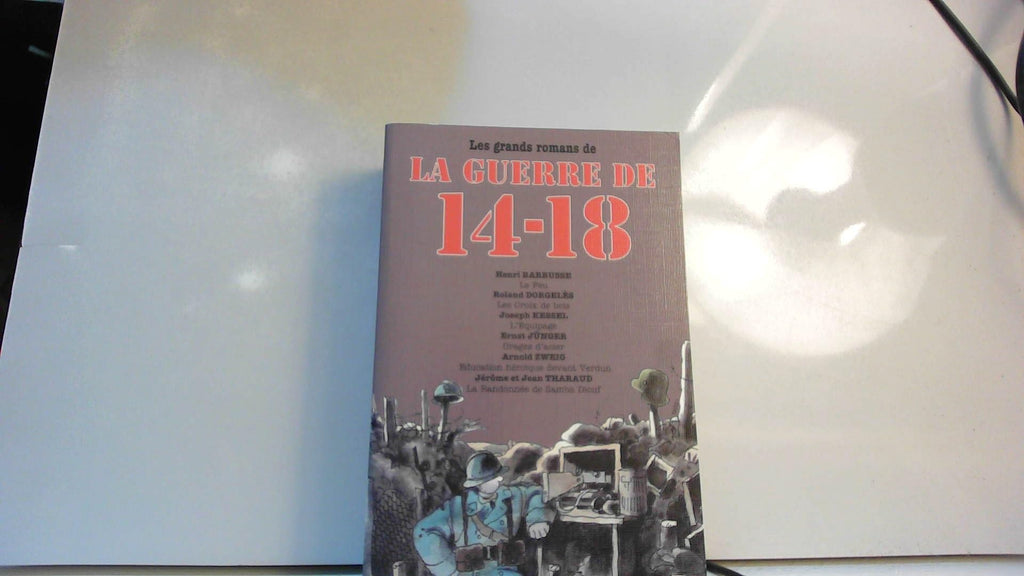 Les grands romans de
LA GUERRE DE
14-18
Henri BARBUSSE
Le Feu
Roland DORGELÈS
Les Croix de bois
Joseph KESSEL
L'Équipage
Ernst JÜNGER
Orages d'acier
Arnold ZWEIG
Éducation héroïque devant Verdun
Jérôme et Jean THARAUD
La Randonnée de Samba Diouf